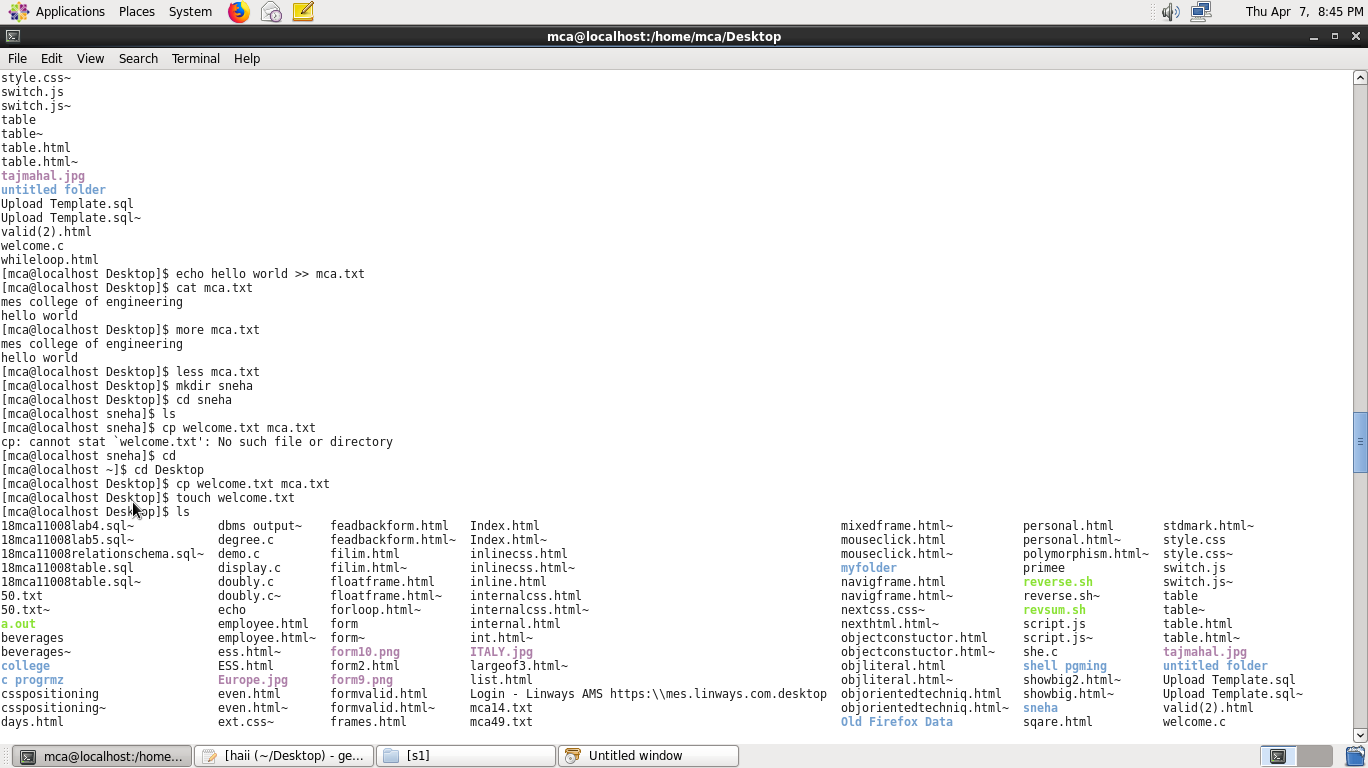 Applications Places System Thu Apr 7, 8:45 PM
mca@localhost:/home/mca/Desktop
File Edit View Search Terminal Help
style.css~
switch.js
switch.js~
table
table~
table.html
table.html~
tajmahal.jpg
untitled folder
Upload Template.sql
Upload Template.sql~
valid(2).html
welcome.c
whileloop.html
[mca@localhost Desktop]$ echo hello world >> mca.txt
[mca@localhost Desktop]$ cat mca.txt
mes college of engineering
hello world
[mca@localhost Desktop]$ more mca.txt
mes college of engineering
hello world
[mca@localhost Desktop]$ less mca.txt
[mca@localhost Desktop]$ mkdir sneha
[mca@localhost Desktop]$ cd sneha
[mca@localhost sneha]$ ls
[mca@localhost sneha]$ cp welcome.txt mca.txt
cp: cannot stat `welcome.txt': No such file or directory
[mca@localhost sneha]$ cd
[mca@localhost ~]$ cd Desktop
[mca@localhost Desktop]$ cp welcome.txt mca.txt
[mca@localhost Desktop]$ touch welcome.txt
[mca@localhost Desktop]$ ls
18mca11008lab4.sql~ dbms output~ feadbackform.html Index.html mixedframe.html~ personal.html stdmark.html~
18mca11008lab5.sql~ degree.c feadbackform.html~ Index.html~ mouseclick.html personal.html~ style.css
18mca11008relationschema.sql~ demo.c filim.html inlinecss.html mouseclick.html~ polymorphism.html~ style.css~
18mca11008table.sql display.c filim.html~ inlinecss.html~ myfolder primee switch.js
18mca11008table.sql~ doubly.c floatframe.html inline.html navigframe.html reverse.sh switch.js~
50.txt doubly.c~ floatframe.html~ internalcss.html navigframe.html~ reverse.sh~ table
50.txt~ echo forloop.html~ internalcss.html~ nextcss.css~ revsum.sh table~
a.out employee.html form internal.html nexthtml.html~ script.js table.html
beverages employee.html~ form~ int.html~ objectconstuctor.html script.js~ table.html~
beverages~ ess.html~ form10.png ITALY.jpg objectconstuctor.html~ she.c tajmahal.jpg
college ESS.html form2.html largeof3.html~ objliteral.html shell pgming untitled folder
c progrmz Europe.jpg form9.png list.html objliteral.html~ showbig2.html~ Upload Template.sql
csspositioning even.html formvalid.html Login - Linways AMS https:\\mes.linways.com.desktop objorientedtechniq.html showbig.html~ Upload Template.sql~
csspositioning~ even.html~ formvalid.html~ mca14.txt objorientedtechniq.html~ sneha valid(2).html
days.html ext.css~ frames.html mca49.txt Old Firefox Data sqare.html welcome.c
mca@localhost:/home... [haii (~/Desktop) - ge... [s1] Untitled window